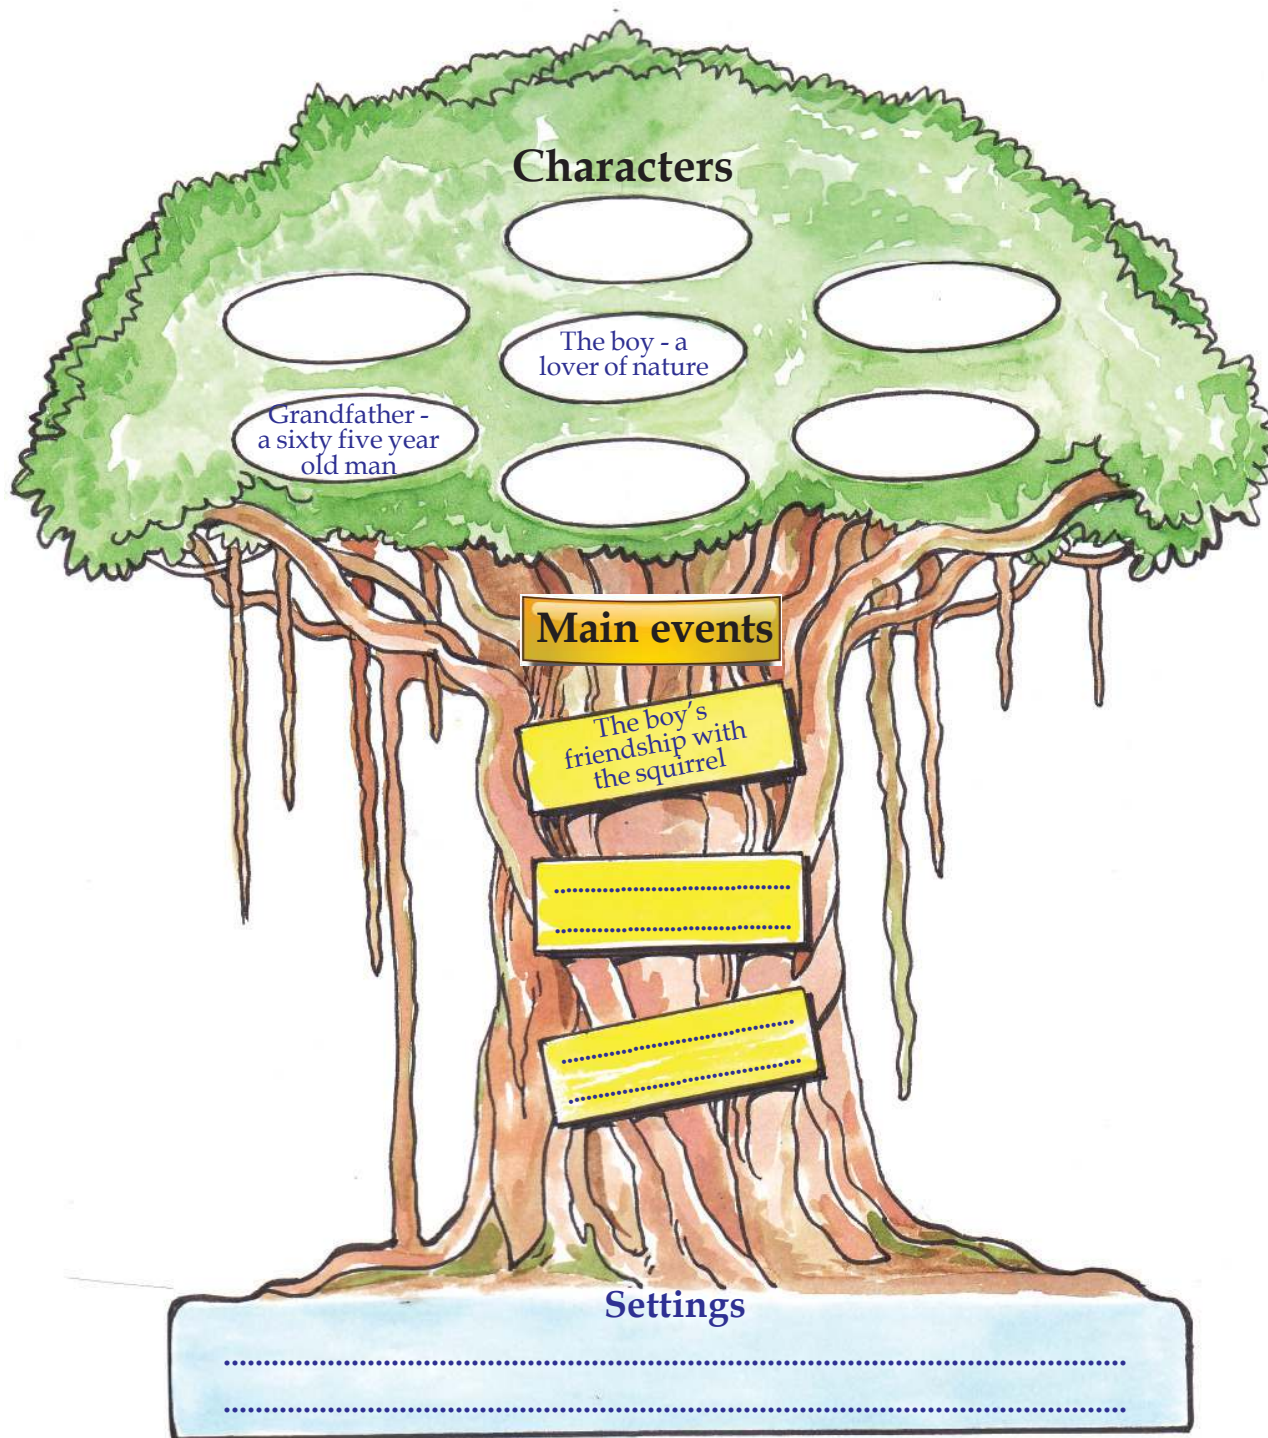 Characters
The boy - a
lover of nature
Grandfather -
a sixty five year
old man
Main events
The boy's
friendship with
the squirrel
Settings